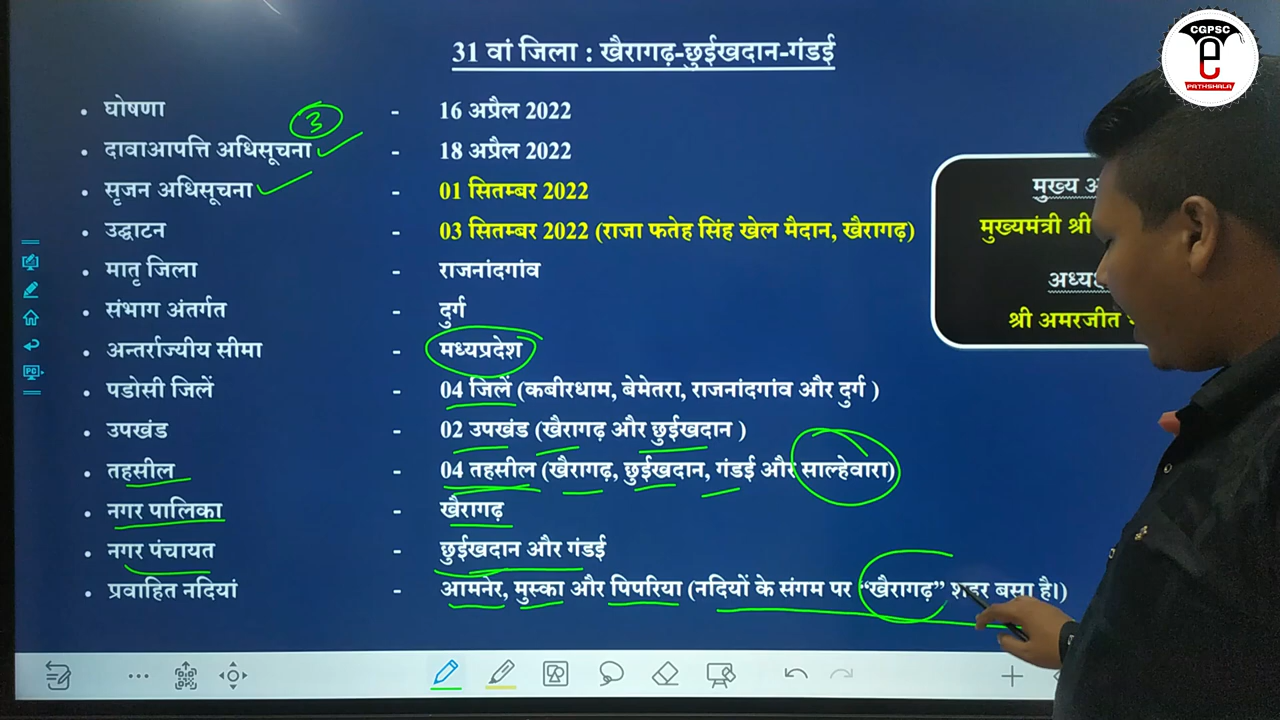 CGPSC
e
PATHSHALA
31 वां जिला : खैरागढ़-छुईखदान-गंडई
• घोषणा - 16 अप्रैल 2022
3
• दावाआपत्ति अधिसूचना - 18 अप्रैल 2022
• सृजन अधिसूचना - 01 सितम्बर 2022
• उद्घाटन - 03 सितम्बर 2022 (राजा फतेह सिंह खेल मैदान, खैरागढ़)
• मातृ जिला - राजनांदगांव
• संभाग अंतर्गत - दुर्ग
• अन्तर्राज्यीय सीमा - मध्यप्रदेश
• पडोसी जिलें - 04 जिलें (कबीरधाम, बेमेतरा, राजनांदगांव और दुर्ग )
• उपखंड - 02 उपखंड (खैरागढ़ और छुईखदान )
• तहसील - 04 तहसील (खैरागढ़, छुईखदान, गंडई और साल्हेवारा)
• नगर पालिका - खैरागढ़
• नगर पंचायत - छुईखदान और गंडई
• प्रवाहित नदियां - आमनेर, मुस्का और पिपरिया (नदियों के संगम पर “खैरागढ़” शहर बसा है।)
मुख्य
मुख्यमंत्री श्री
श्री अमरजीत
PC